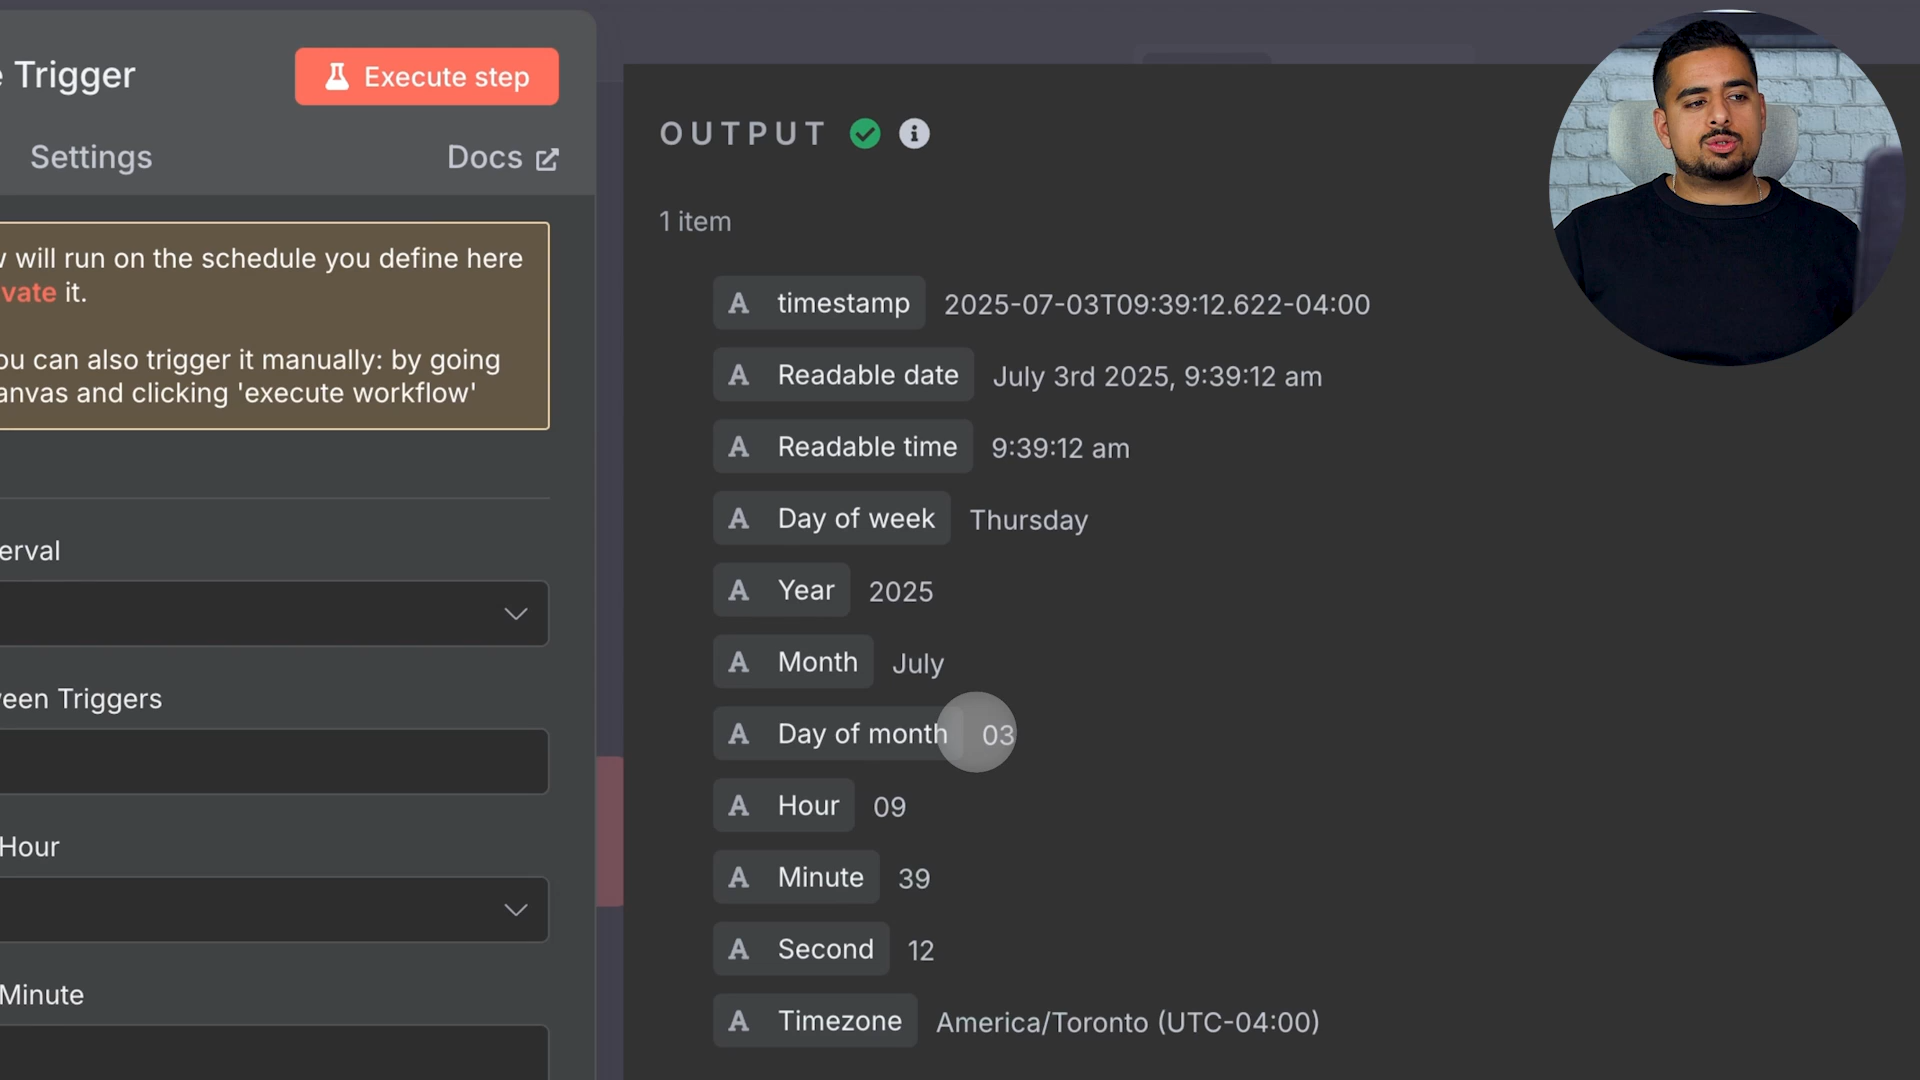 Trigger
Execute step
Settings
Docs
will run on the schedule you define here
vate it.
ou can also trigger it manually: by going
anvas and clicking 'execute workflow'
erval
een Triggers
Hour
Minute
OUTPUT
1 item
A timestamp 2025-07-03T09:39:12.622-04:00
A Readable date July 3rd 2025, 9:39:12 am
A Readable time 9:39:12 am
A Day of week Thursday
A Year 2025
A Month July
A Day of month 03
A Hour 09
A Minute 39
A Second 12
A Timezone America/Toronto (UTC-04:00)